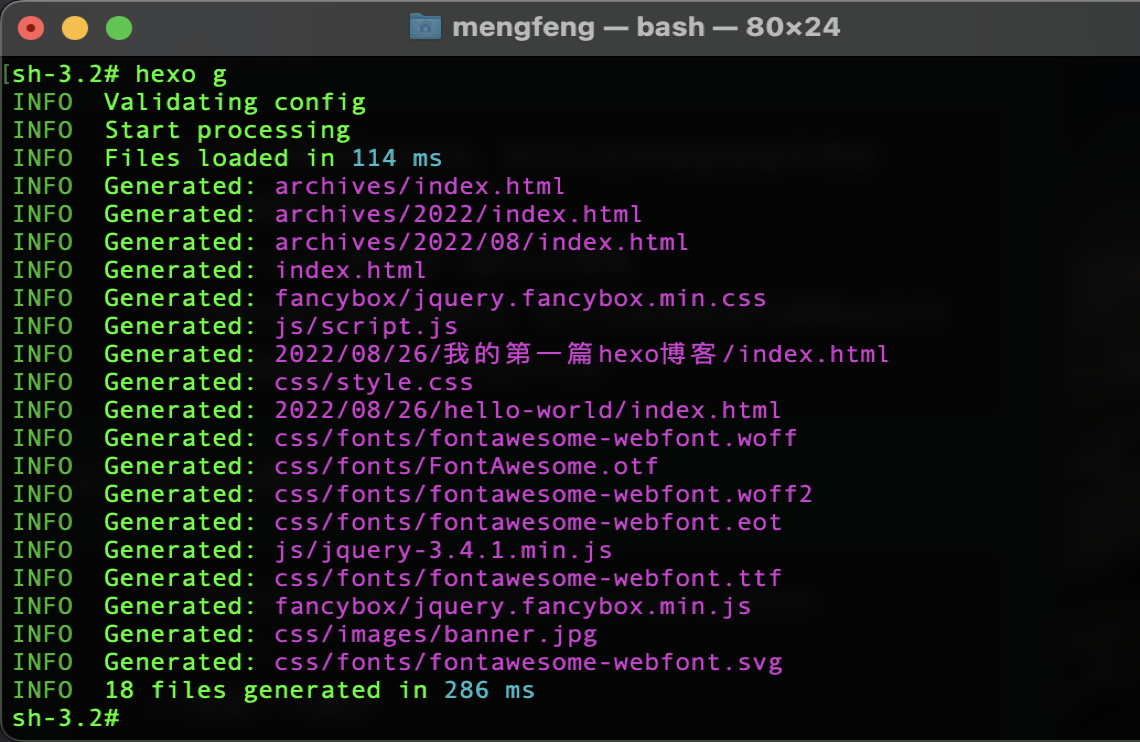 mengfeng — bash — 80×24
[sh-3.2# hexo g
INFO  Validating config
INFO  Start processing
INFO  Files loaded in 114 ms
INFO  Generated: archives/index.html
INFO  Generated: archives/2022/index.html
INFO  Generated: archives/2022/08/index.html
INFO  Generated: index.html
INFO  Generated: fancybox/jquery.fancybox.min.css
INFO  Generated: js/script.js
INFO  Generated: 2022/08/26/我的第一篇hexo博客/index.html
INFO  Generated: css/style.css
INFO  Generated: 2022/08/26/hello-world/index.html
INFO  Generated: css/fonts/fontawesome-webfont.woff
INFO  Generated: css/fonts/FontAwesome.otf
INFO  Generated: css/fonts/fontawesome-webfont.woff2
INFO  Generated: css/fonts/fontawesome-webfont.eot
INFO  Generated: js/jquery-3.4.1.min.js
INFO  Generated: css/fonts/fontawesome-webfont.ttf
INFO  Generated: fancybox/jquery.fancybox.min.js
INFO  Generated: css/images/banner.jpg
INFO  Generated: css/fonts/fontawesome-webfont.svg
INFO  18 files generated in 286 ms
sh-3.2#